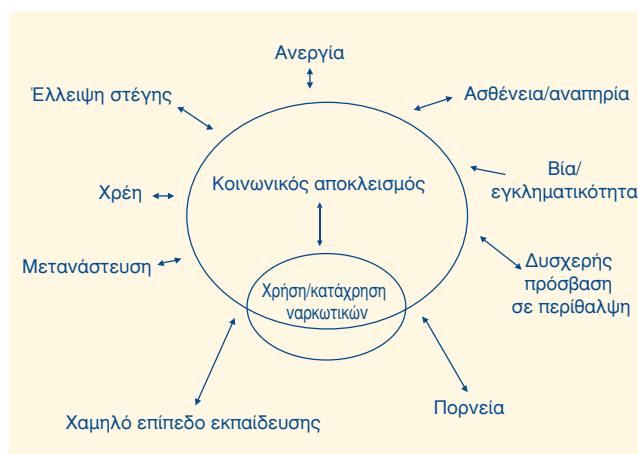 Ανεργία
Έλλειψη στέγης
Ασθένεια/αναπηρία
Χρέη
Κοινωνικός αποκλεισμός
Βία/
εγκληματικότητα
Μετανάστευση
Δυσχερής
πρόσβαση
σε περίθαλψη
Χρήση/κατάχρηση
ναρκωτικών
Χαμηλό επίπεδο εκπαίδευσης
Πορνεία